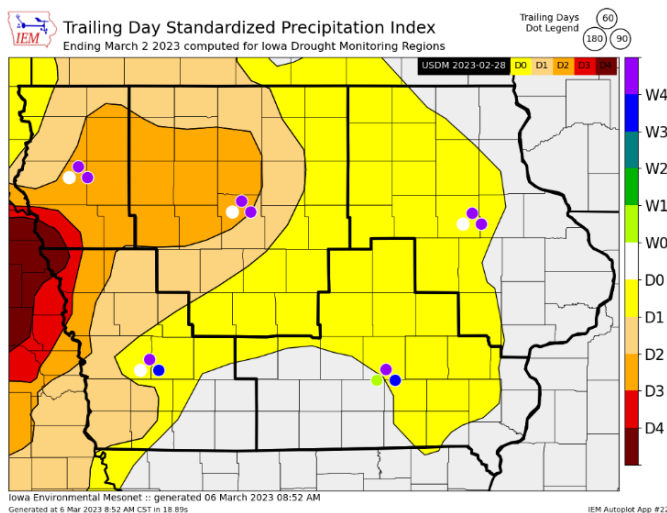 IEM
Trailing Day Standardized Precipitation Index
Ending March 2 2023 computed for Iowa Drought Monitoring Regions
Trailing Days
Dot Legend
60
180
90
USDM 2023-02-28
D0
D1
D2
D3
D4
W4
W3
W2
W1
W0
D0
D1
D2
D3
D4
Iowa Environmental Mesonet :: generated 06 March 2023 08:52 AM
Generated at 6 Mar 2023 8:52 AM CST in 18.89s